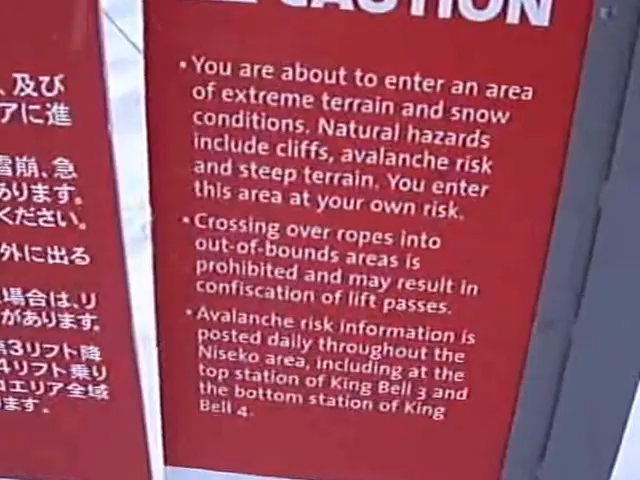 CAUTION
• You are about to enter an area
of extreme terrain and snow
conditions. Natural hazards
include cliffs, avalanche risk
and steep terrain. You enter
this area at your own risk.
• Crossing over ropes into
out-of-bounds areas is
prohibited and may result in
confiscation of lift passes.
• Avalanche risk information is
posted daily throughout the
Niseko area, including at the
top station of King Bell 3 and
the bottom station of King
Bell 4.
、及び
アに進
雪崩、急
あります。
ください。
外に出る
場合は、リ
があります。
第3リフト降
4リフト乗り
エリア全域
ます。